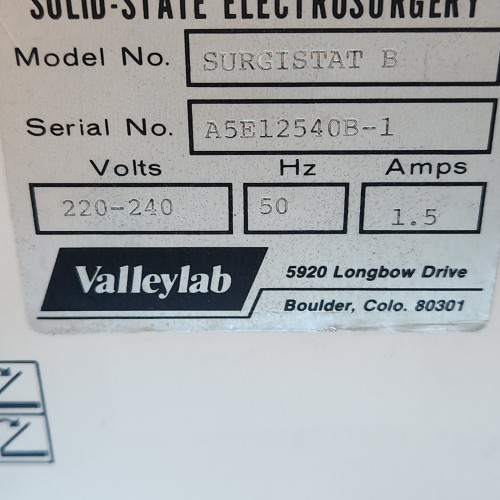 SOLID-STATE ELECTROSURGERY
Model No. SURGISTAT B
Serial No. A5E12540B-1
Volts Hz Amps
220-240 50 1.5
Valleylab 5920 Longbow Drive
Boulder, Colo. 80301